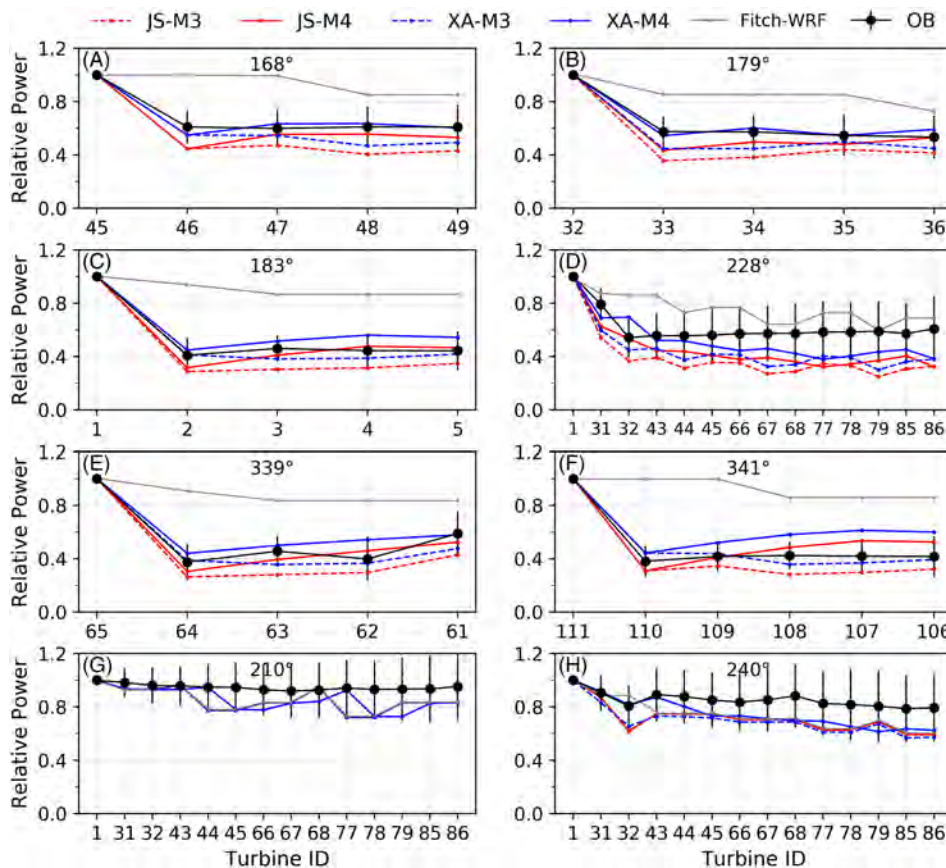 JS-M3 JS-M4 XA-M3 XA-M4 Fitch-WRF OB
(A) 168°
(B) 179°
1.2 0.8 0.4 0.0
Relative Power
45 46 47 48 49
1.2 0.8 0.4 0.0
Relative Power
32 33 34 35 36
(C) 183°
(D) 228°
1.2 0.8 0.4 0.0
Relative Power
1 2 3 4 5
1.2 0.8 0.4 0.0
Relative Power
1 31 32 43 44 45 66 67 68 77 78 79 85 86
(E) 339°
(F) 341°
1.2 0.8 0.4 0.0
Relative Power
65 64 63 62 61
1.2 0.8 0.4 0.0
Relative Power
111 110 109 108 107 106
(G) 210°
(H) 240°
1.2 0.8 0.4 0.0
Relative Power
1 31 32 43 44 45 66 67 68 77 78 79 85 86
Turbine ID
1.2 0.8 0.4 0.0
Relative Power
1 31 32 43 44 45 66 67 68 77 78 79 85 86
Turbine ID